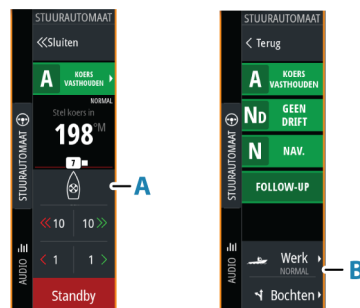 STUURAUTOMAAT
«Sluiten
A KOERS
VASTHOUDEN
NORMAL
Stel koers in
198°M
7
A
«10 10»
< 1 1 >
Standby
STUURAUTOMAAT
AUDIO
STUURAUTOMAAT
< Terug
A KOERS
VASTHOUDEN
ND GEEN
DRIFT
N NAV.
FOLLOW-UP
Werk
NORMAL
B
Bochten
STUURAUTOMAAT
AUDIO